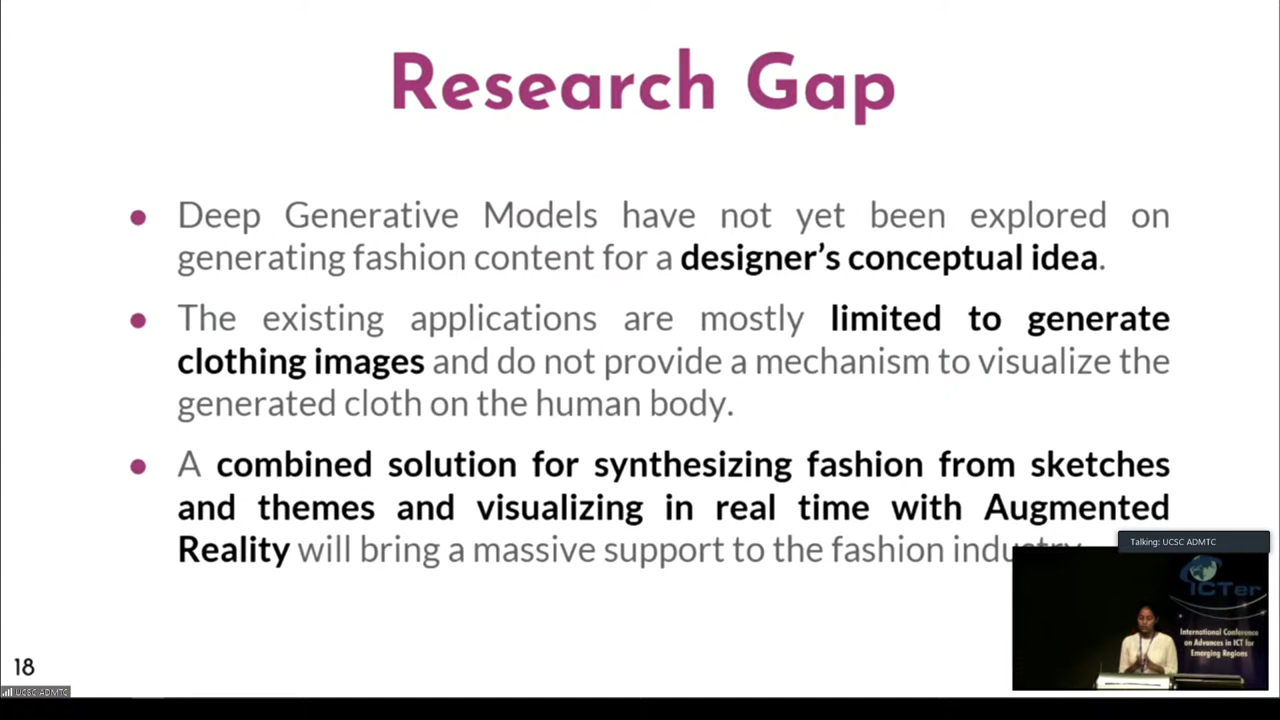 Research Gap
Deep Generative Models have not yet been explored on
generating fashion content for a designer’s conceptual idea.
The existing applications are mostly limited to generate
clothing images and do not provide a mechanism to visualize the
generated cloth on the human body.
A combined solution for synthesizing fashion from sketches
and themes and visualizing in real time with Augmented
Reality will bring a massive support to the fashion industry.
Talking: UCSC ADMTC
ICTer
International Conference
on Advances in ICT for
Emerging Regions
18
UCSC ADMTC